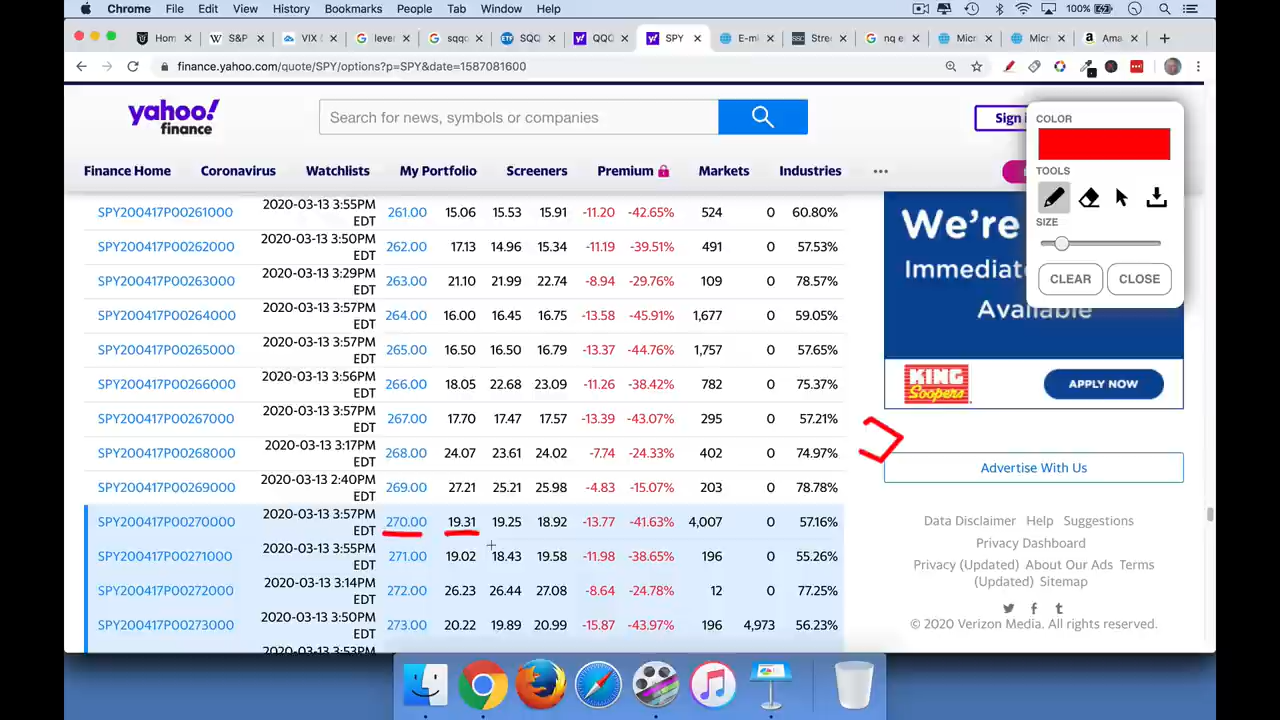 Chrome File Edit View History Bookmarks People Tab Window Help 100%
Hom S&P VIX leve sqqq SQQ QQQ SPY E-mi Stre nq e Micr Micr Ama
finance.yahoo.com/quote/SPY/options?p=SPY&date=1587081600
yahoo!
finance
Search for news, symbols or companies
Sign i
Finance Home Coronavirus Watchlists My Portfolio Screeners Premium Markets Industries ...
SPY200417P00261000 2020-03-13 3:55PM EDT 261.00 15.06 15.53 15.91 -11.20 -42.65% 524 0 60.80%
SPY200417P00262000 2020-03-13 3:50PM EDT 262.00 17.13 14.96 15.34 -11.19 -39.51% 491 0 57.53%
SPY200417P00263000 2020-03-13 3:29PM EDT 263.00 21.10 21.99 22.74 -8.94 -29.76% 109 0 78.57%
SPY200417P00264000 2020-03-13 3:57PM EDT 264.00 16.00 16.45 16.75 -13.58 -45.91% 1,677 0 59.05%
SPY200417P00265000 2020-03-13 3:57PM EDT 265.00 16.50 16.50 16.79 -13.37 -44.76% 1,757 0 57.65%
SPY200417P00266000 2020-03-13 3:56PM EDT 266.00 18.05 22.68 23.09 -11.26 -38.42% 782 0 75.37%
SPY200417P00267000 2020-03-13 3:57PM EDT 267.00 17.70 17.47 17.57 -13.39 -43.07% 295 0 57.21%
SPY200417P00268000 2020-03-13 3:17PM EDT 268.00 24.07 23.61 24.02 -7.74 -24.33% 402 0 74.97%
SPY200417P00269000 2020-03-13 2:40PM EDT 269.00 27.21 25.21 25.98 -4.83 -15.07% 203 0 78.78%
SPY200417P00270000 2020-03-13 3:57PM EDT 270.00 19.31 19.25 18.92 -13.77 -41.63% 4,007 0 57.16%
SPY200417P00271000 2020-03-13 3:55PM EDT 271.00 19.02 18.43 19.58 -11.98 -38.65% 196 0 55.26%
SPY200417P00272000 2020-03-13 3:14PM EDT 272.00 26.23 26.44 27.08 -8.64 -24.78% 12 0 77.25%
SPY200417P00273000 2020-03-13 3:50PM EDT 273.00 20.22 19.89 20.99 -15.87 -43.97% 196 4,973 56.23%
COLOR
TOOLS
SIZE
CLEAR CLOSE
We're
Immediat
Available
KING
Soopers
APPLY NOW
Advertise With Us
Data Disclaimer Help Suggestions
Privacy Dashboard
Privacy (Updated) About Our Ads Terms
(Updated) Sitemap
© 2020 Verizon Media. All rights reserved.